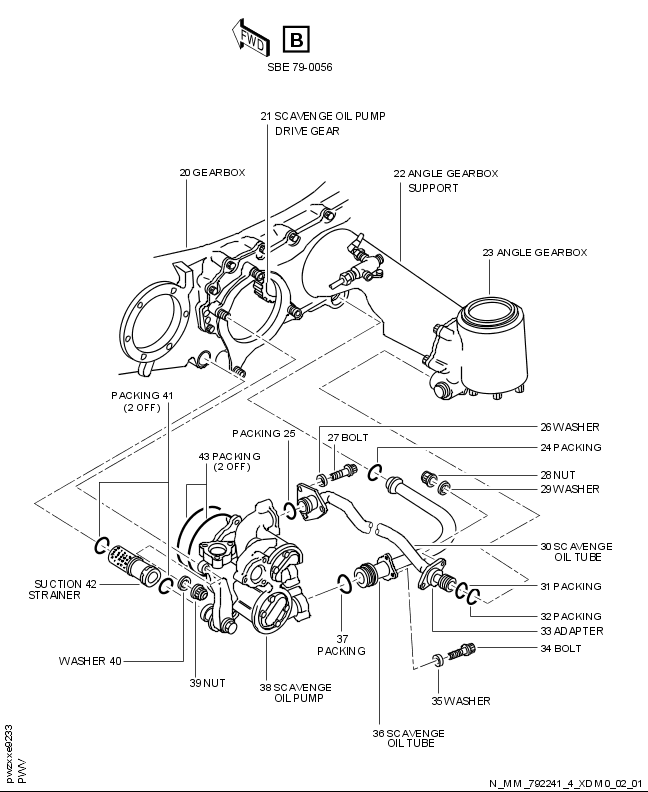 FWD
B
SBE 79-0056
21 SCAVENGE OIL PUMP
DRIVE GEAR
20 GEARBOX
22 ANGLE GEARBOX
SUPPORT
23 ANGLE GEARBOX
PACKING 41
(2 OFF)
PACKING 25
26 WASHER
27 BOLT
24 PACKING
43 PACKING
(2 OFF)
28 NUT
29 WASHER
30 SCAVENGE
OIL TUBE
SUCTION 42
STRAINER
31 PACKING
32 PACKING
33 ADAPTER
37
PACKING
34 BOLT
WASHER 40
39 NUT
38 SCAVENGE
OIL PUMP
35 WASHER
36 SCAVENGE
OIL TUBE
pwzxxe9233
PWV
N_MM_792241_4_XDM0_02_01